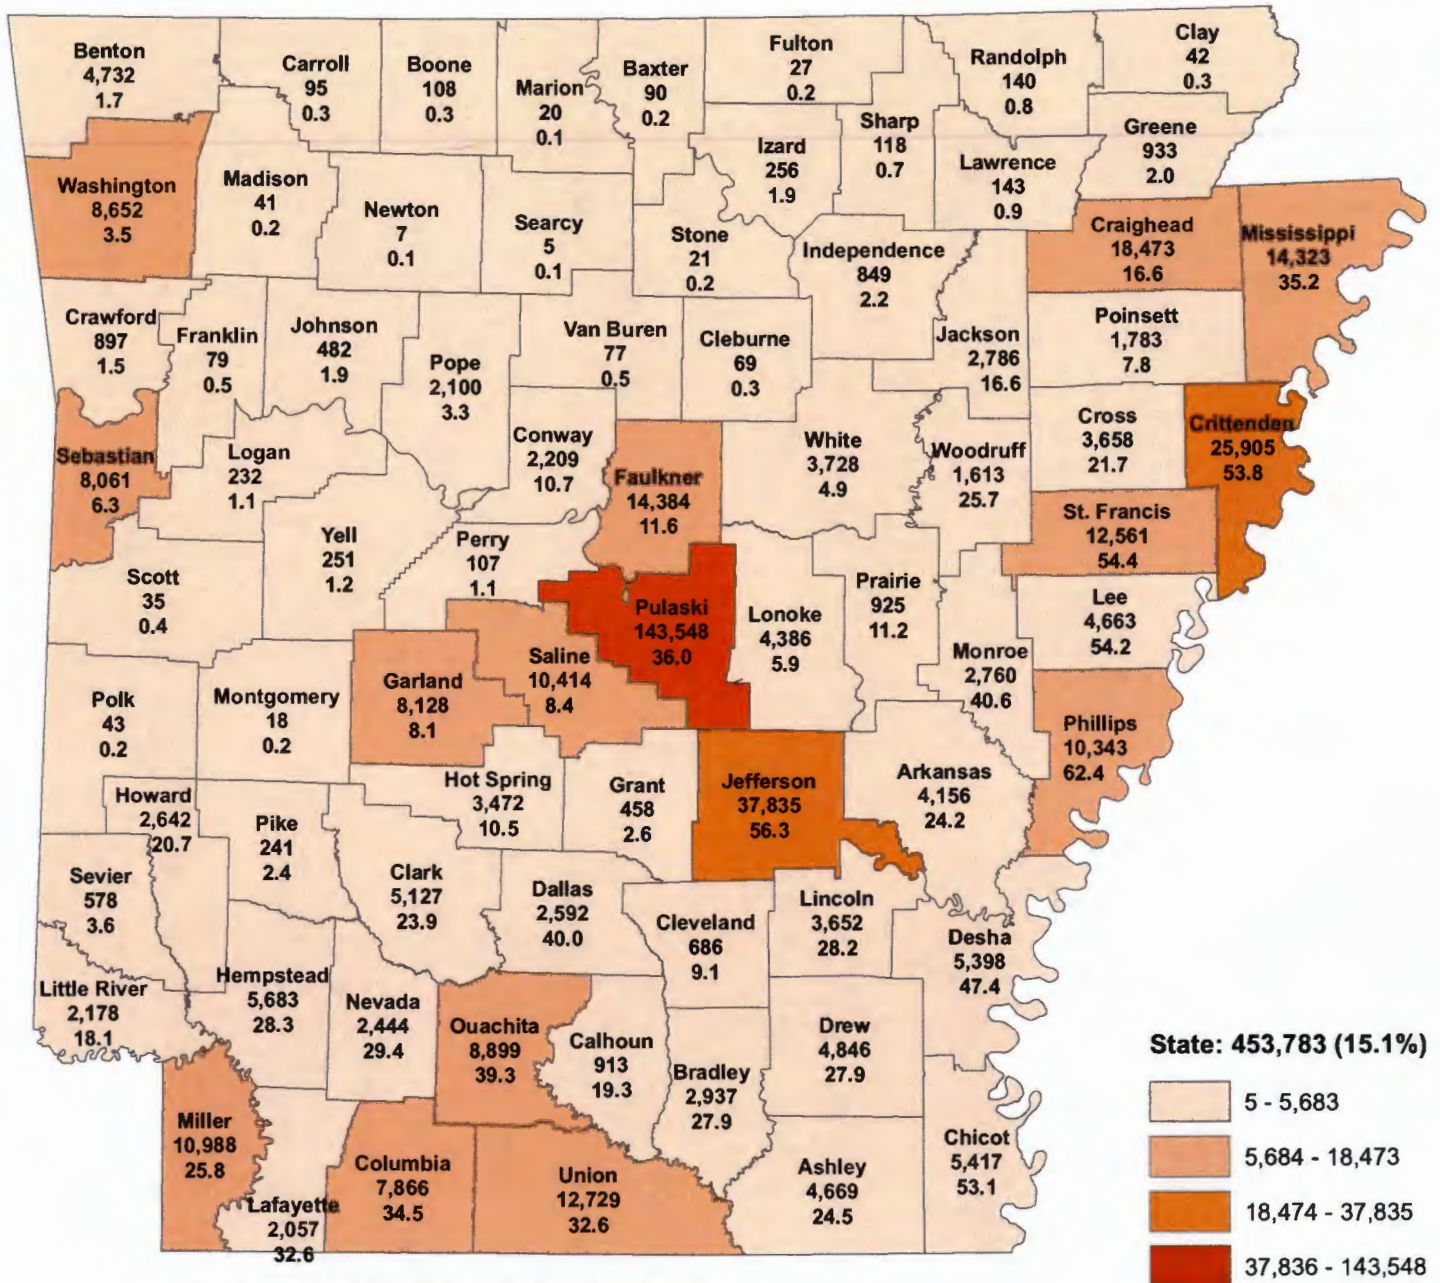 Benton
4,732
1.7
Carroll
95
0.3
Boone
108
0.3
Marion
20
0.1
Baxter
90
0.2
Fulton
27
0.2
Randolph
140
0.8
Clay
42
0.3
Washington
8,652
3.5
Madison
41
0.2
Newton
7
0.1
Searcy
5
0.1
Stone
21
0.2
Izard
256
1.9
Sharp
118
0.7
Lawrence
143
0.9
Greene
933
2.0
Independence
849
2.2
Craighead
18,473
16.6
Mississippi
14,323
35.2
Crawford
897
1.5
Franklin
79
0.5
Johnson
482
1.9
Pope
2,100
3.3
Van Buren
77
0.5
Cleburne
69
0.3
Jackson
2,786
16.6
Poinsett
1,783
7.8
Sebastian
8,061
6.3
Logan
232
1.1
Conway
2,209
10.7
Faulkner
14,384
11.6
White
3,728
4.9
Woodruff
1,613
25.7
Cross
3,658
21.7
Crittenden
25,905
53.8
St. Francis
12,561
54.4
Scott
35
0.4
Yell
251
1.2
Perry
107
1.1
Pulaski
143,548
36.0
Lonoke
4,386
5.9
Prairie
925
11.2
Monroe
2,760
40.6
Lee
4,663
54.2
Polk
43
0.2
Montgomery
18
0.2
Garland
8,128
8.1
Saline
10,414
8.4
Phillips
10,343
62.4
Howard
2,642
20.7
Pike
241
2.4
Hot Spring
3,472
10.5
Grant
458
2.6
Jefferson
37,835
56.3
Arkansas
4,156
24.2
Sevier
578
3.6
Clark
5,127
23.9
Dallas
2,592
40.0
Cleveland
686
9.1
Lincoln
3,652
28.2
Desha
5,398
47.4
Little River
2,178
18.1
Hempstead
5,683
28.3
Nevada
2,444
29.4
Ouachita
8,899
39.3
Calhoun
913
19.3
Bradley
2,937
27.9
Drew
4,846
27.9
Miller
10,988
25.8
Lafayette
2,057
32.6
Columbia
7,866
34.5
Union
12,729
32.6
Ashley
4,669
24.5
Chicot
5,417
53.1
State: 453,783 (15.1%)
5 - 5,683
5,684 - 18,473
18,474 - 37,835
37,836 - 143,548